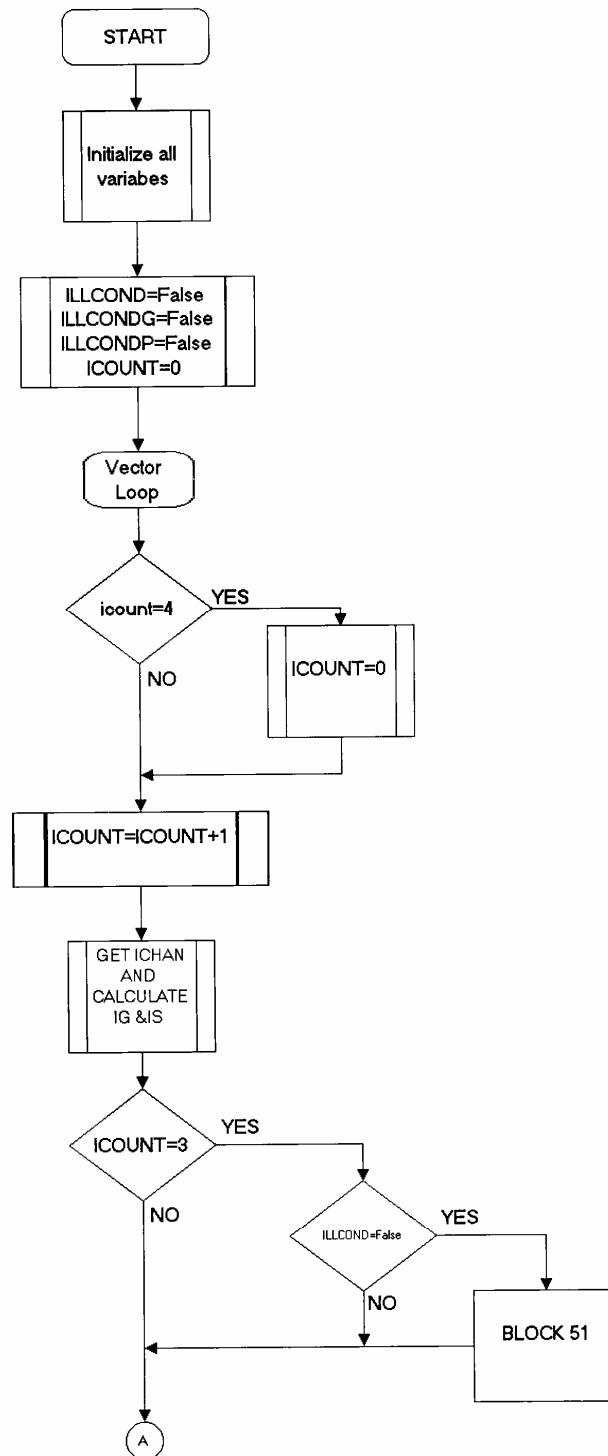 START
Initialize all
variabes
ILLCOND=False
ILLCONDG=False
ILLCONDP=False
ICOUNT=0
Vector
Loop
icount=4
YES
NO
ICOUNT=0
ICOUNT=ICOUNT+1
GET ICHAN
AND
CALCULATE
IG &IS
ICOUNT=3
YES
NO
ILLCOND=False
YES
NO
BLOCK 51
A